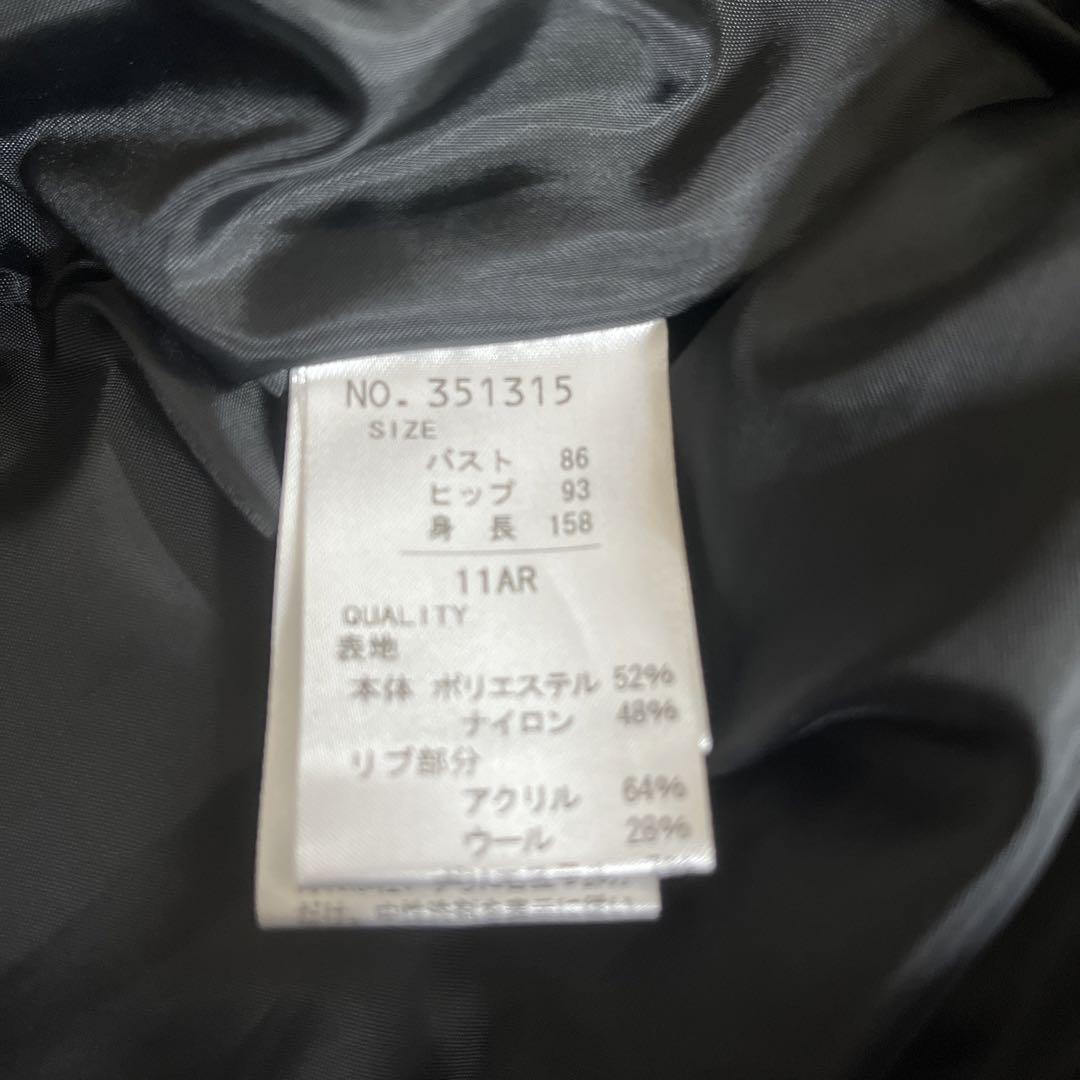 NO. 351315
SIZE
バスト 86
ヒップ 93
身 長 158
11AR
QUALITY
表地
本体 ポリエステル 52%
ナイロン 48%
リブ部分
アクリル 64%
ウール 28%